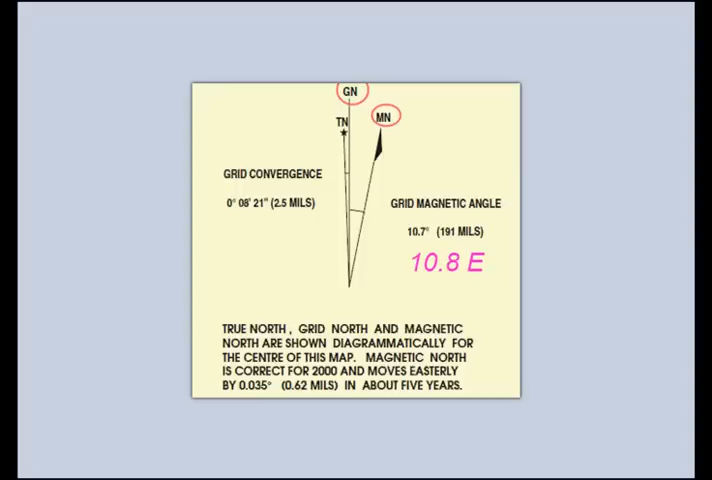 GN
TN
MN
GRID CONVERGENCE
0° 08' 21" (2.5 MILS)
GRID MAGNETIC ANGLE
10.7° (191 MILS)
10.8 E
TRUE NORTH , GRID NORTH AND MAGNETIC
NORTH ARE SHOWN DIAGRAMMATICALLY FOR
THE CENTRE OF THIS MAP. MAGNETIC NORTH
IS CORRECT FOR 2000 AND MOVES EASTERLY
BY 0.035° (0.62 MILS) IN ABOUT FIVE YEARS.